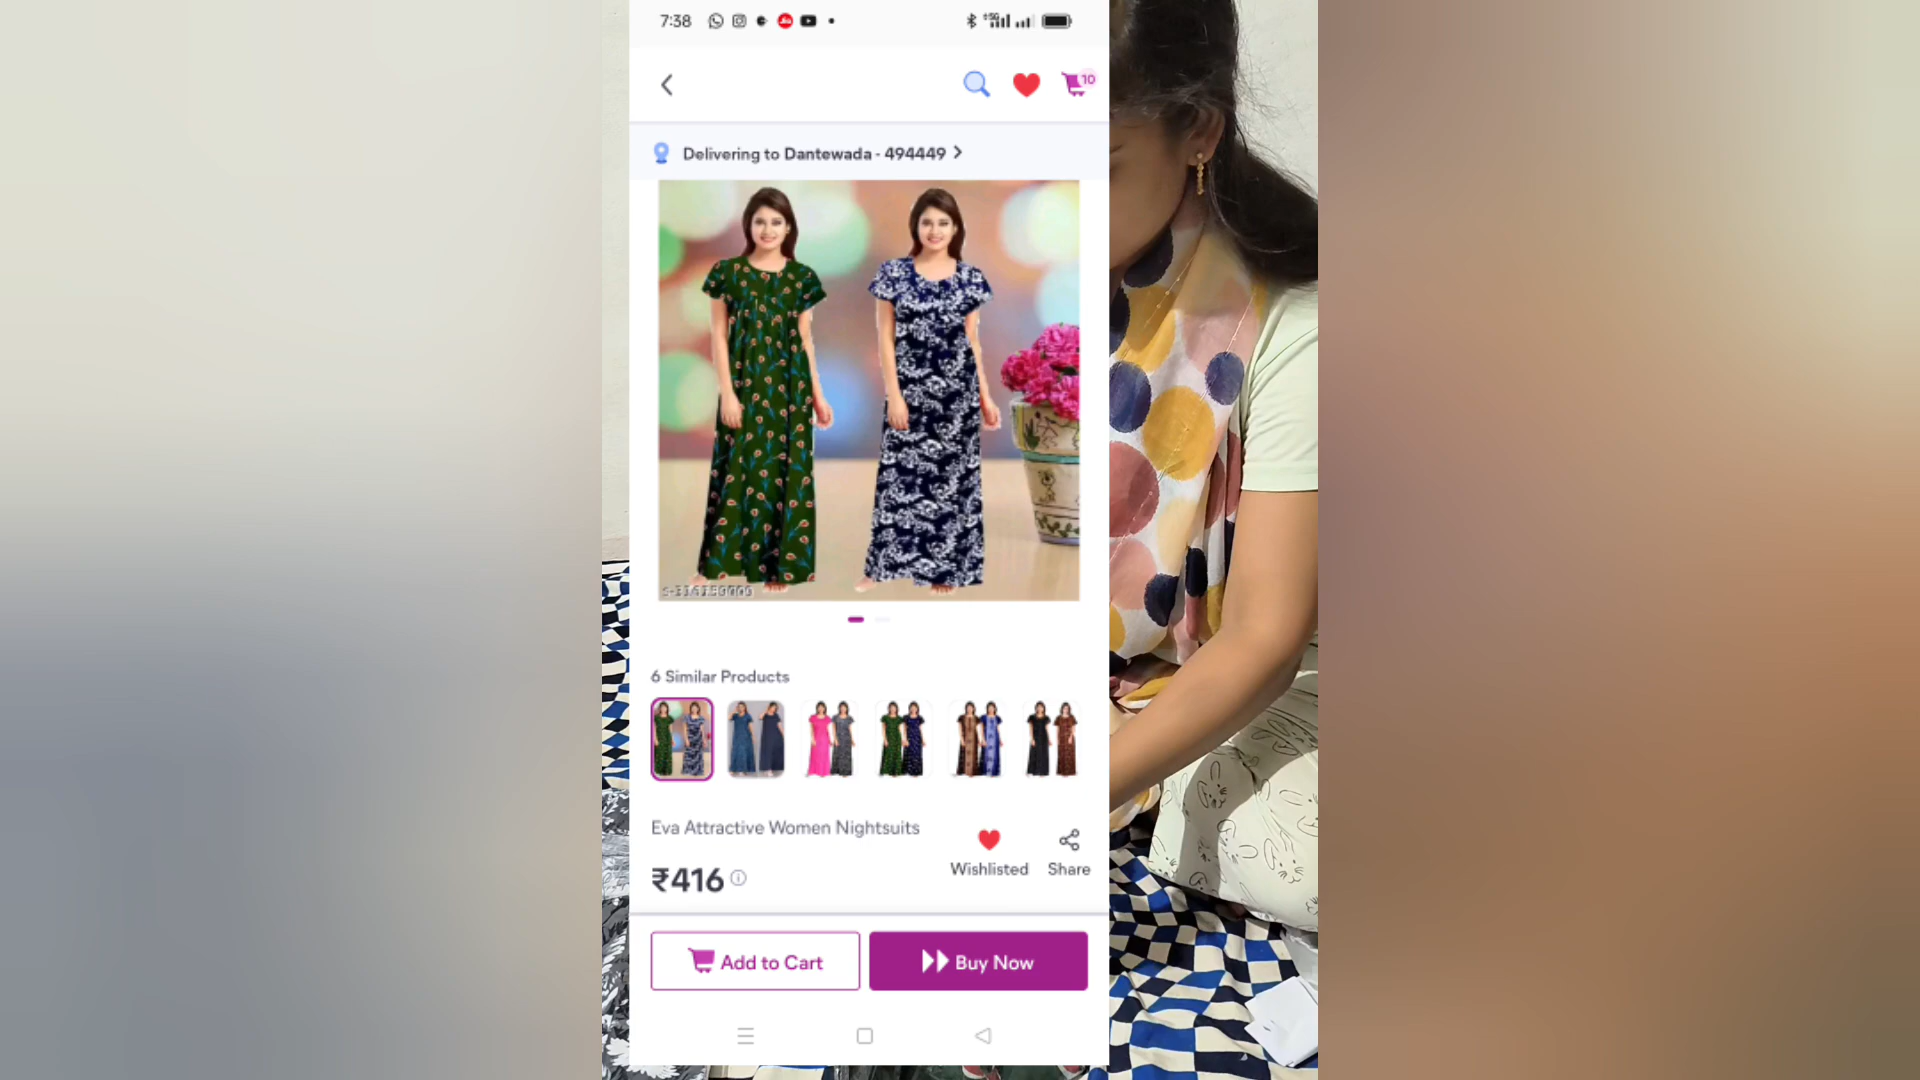 7:38
10
Delivering to Dantewada - 494449
6 Similar Products
Eva Attractive Women Nightsuits
Wishlisted
Share
₹416
Add to Cart
Buy Now